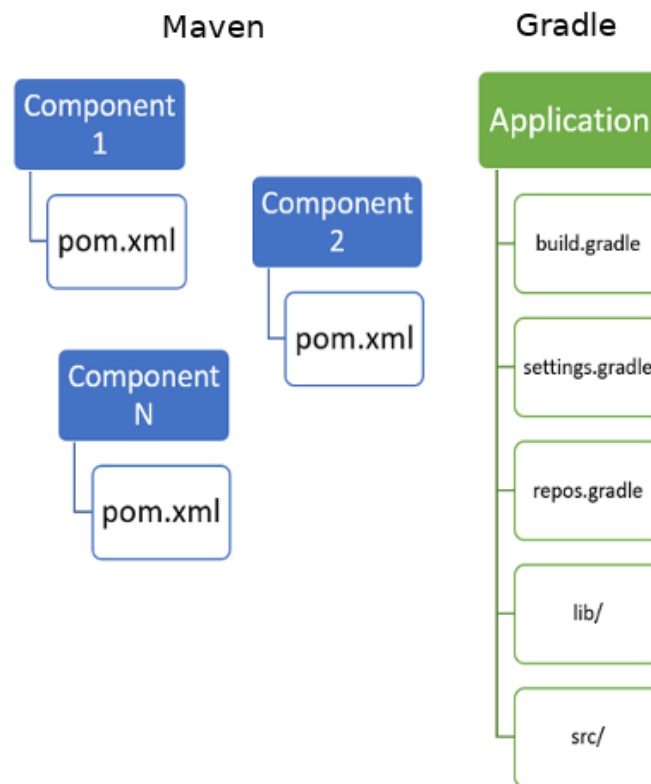 Maven
Gradle
Component
1
pom.xml
Component
2
pom.xml
Component
N
pom.xml
Application
build.gradle
settings.gradle
repos.gradle
lib/
src/